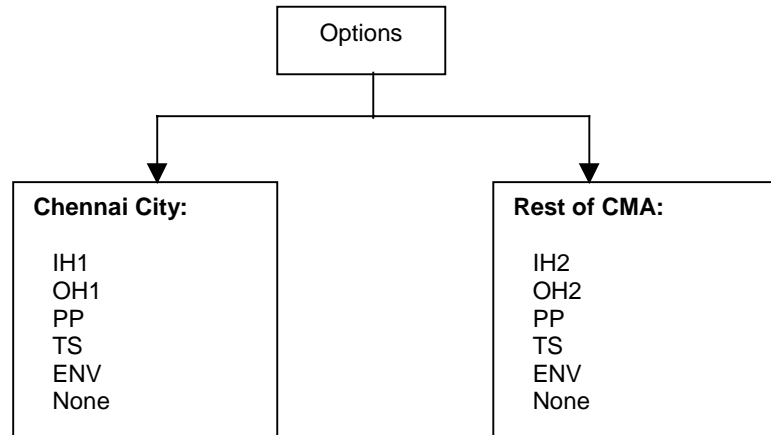 Options
Chennai City:
IH1
OH1
PP
TS
ENV
None
Rest of CMA:
IH2
OH2
PP
TS
ENV
None